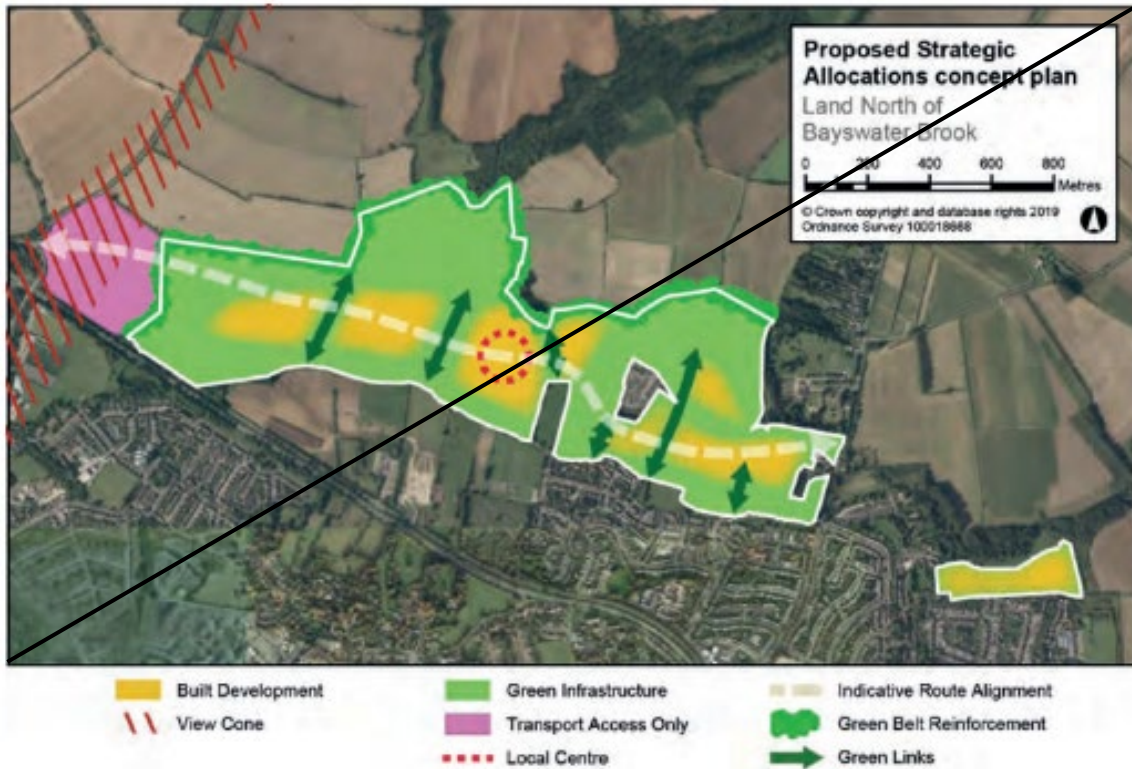 Proposed Strategic
Allocations concept plan
Land North of
Bayswater Brook
0 200 400 600 800
Metres
© Crown copyright and database rights 2019
Ordnance Survey 100018668
Built Development
Green Infrastructure
Indicative Route Alignment
View Cone
Transport Access Only
Green Belt Reinforcement
Local Centre
Green Links